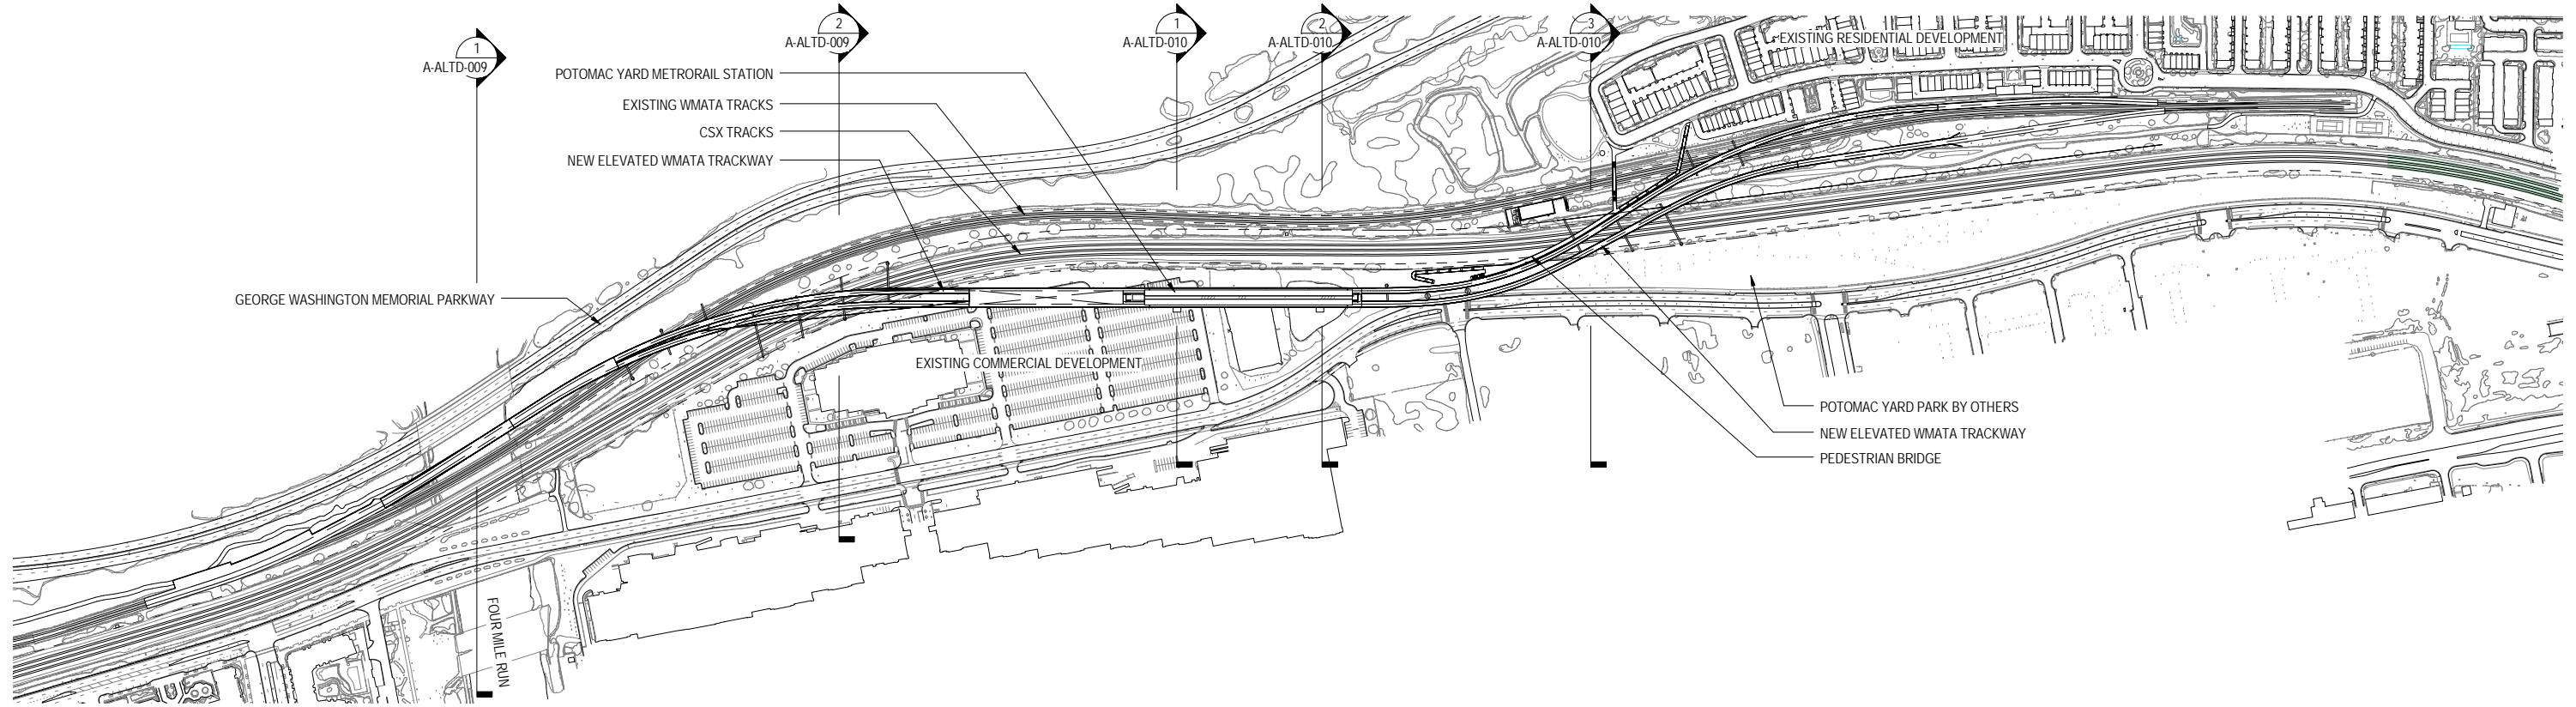 1
A-ALTD-009
2
A-ALTD-009
1
A-ALTD-010
2
A-ALTD-010
3
A-ALTD-010
EXISTING RESIDENTIAL DEVELOPMENT
POTOMAC YARD METRORAIL STATION
EXISTING WMATA TRACKS
CSX TRACKS
NEW ELEVATED WMATA TRACKWAY
GEORGE WASHINGTON MEMORIAL PARKWAY
EXISTING COMMERCIAL DEVELOPMENT
POTOMAC YARD PARK BY OTHERS
NEW ELEVATED WMATA TRACKWAY
PEDESTRIAN BRIDGE
FOUR MILE RUN